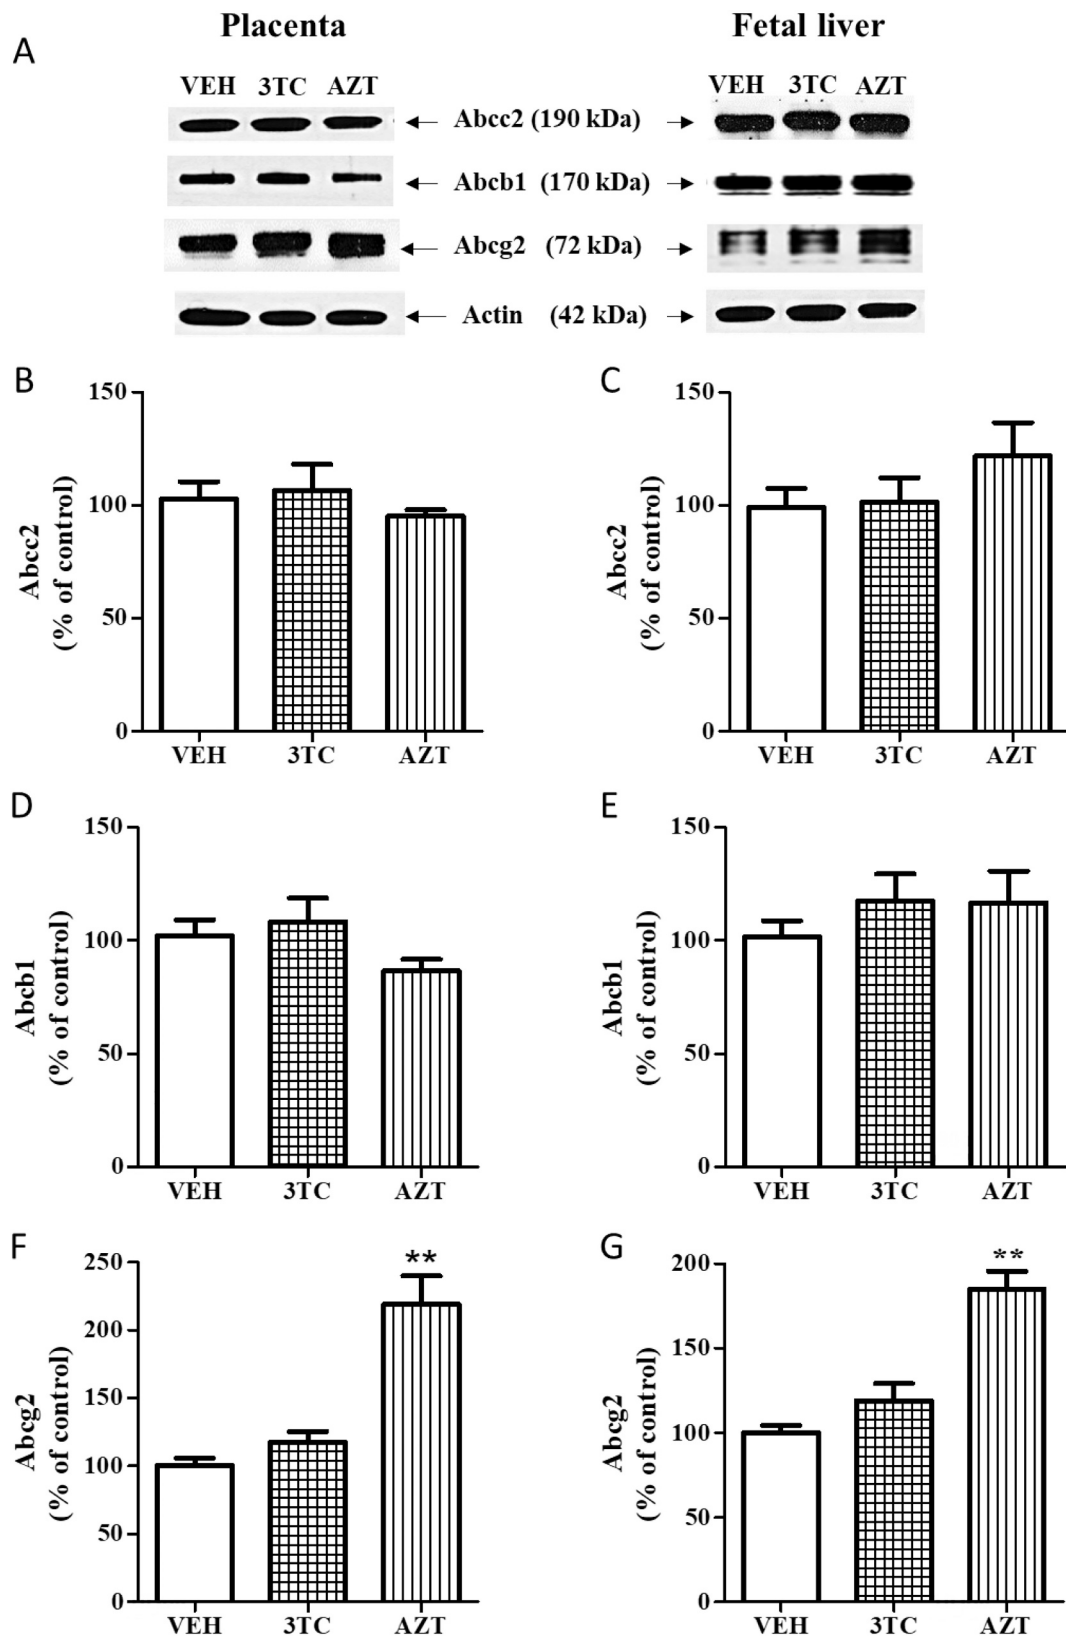 Placenta
Fetal liver
A
VEH 3TC AZT
VEH 3TC AZT
Abcc2 (190 kDa)
Abcb1 (170 kDa)
Abcg2 (72 kDa)
Actin (42 kDa)
B
150
100
50
0
Abcc2
(% of control)
VEH 3TC AZT
C
150
100
50
0
Abcc2
(% of control)
VEH 3TC AZT
D
150
100
50
0
Abcb1
(% of control)
VEH 3TC AZT
E
150
100
50
0
Abcb1
(% of control)
VEH 3TC AZT
F
250
200
150
100
50
0
Abcg2
(% of control)
**
VEH 3TC AZT
G
200
150
100
50
0
Abcg2
(% of control)
**
VEH 3TC AZT